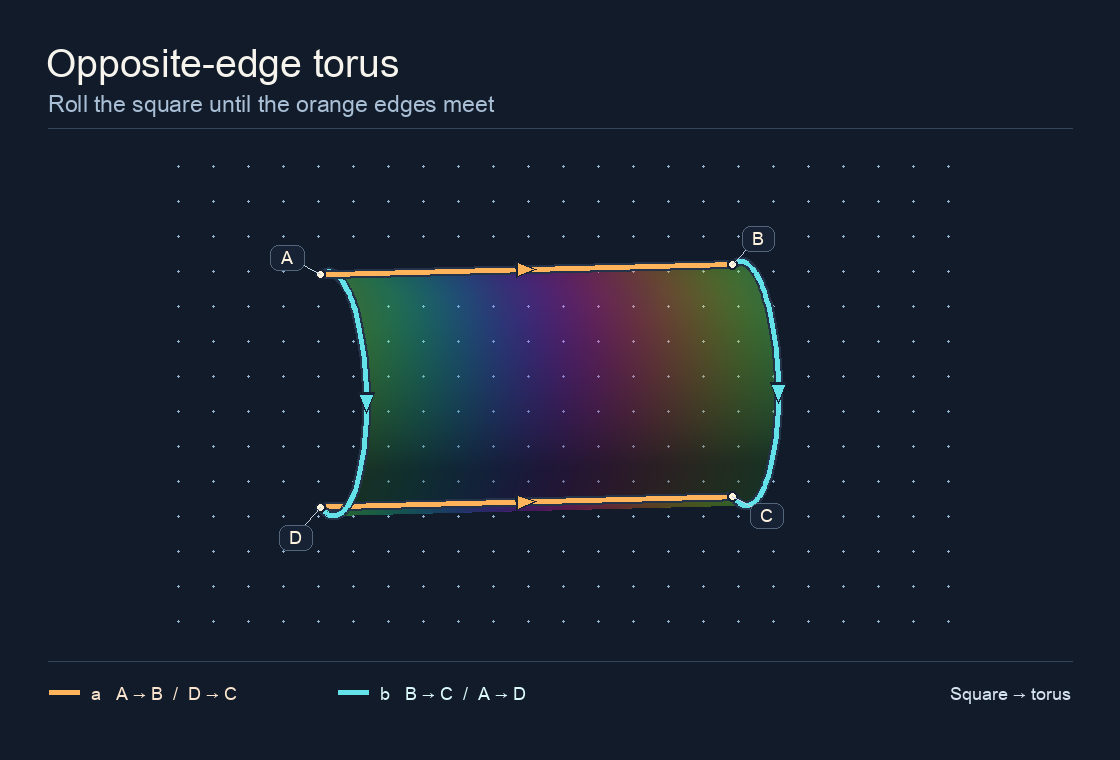 Opposite-edge torus
Roll the square until the orange edges meet
B
A
C
D
a A→B / D→C
b B→C / A→D
Square→torus